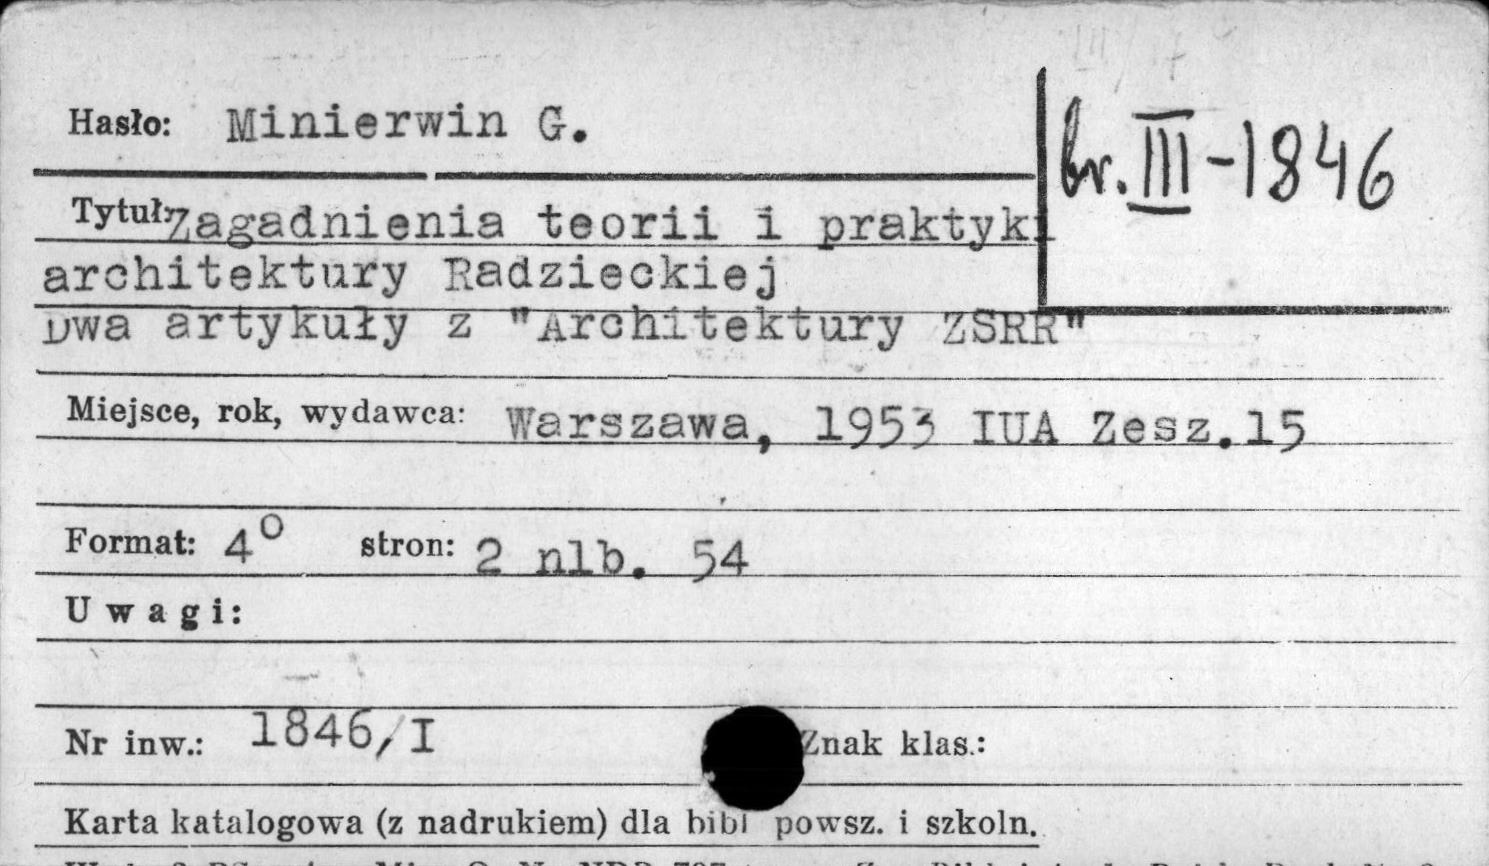 Hasło: Minierwin G.
br. III-1846
Tytuł: Zagadnienia teorii i praktyki
architektury Radzieckiej
Dwa artykuły z "Architektury ZSRR"
Miejsce, rok, wydawca: Warszawa, 1953 IUA Zesz.15
Format: 4° stron: 2 nlb. 54
Uwagi:
Nr inw.: 1846/I Znak klas.:
Karta katalogowa (z nadrukiem) dla bibl powsz. i szkoln.